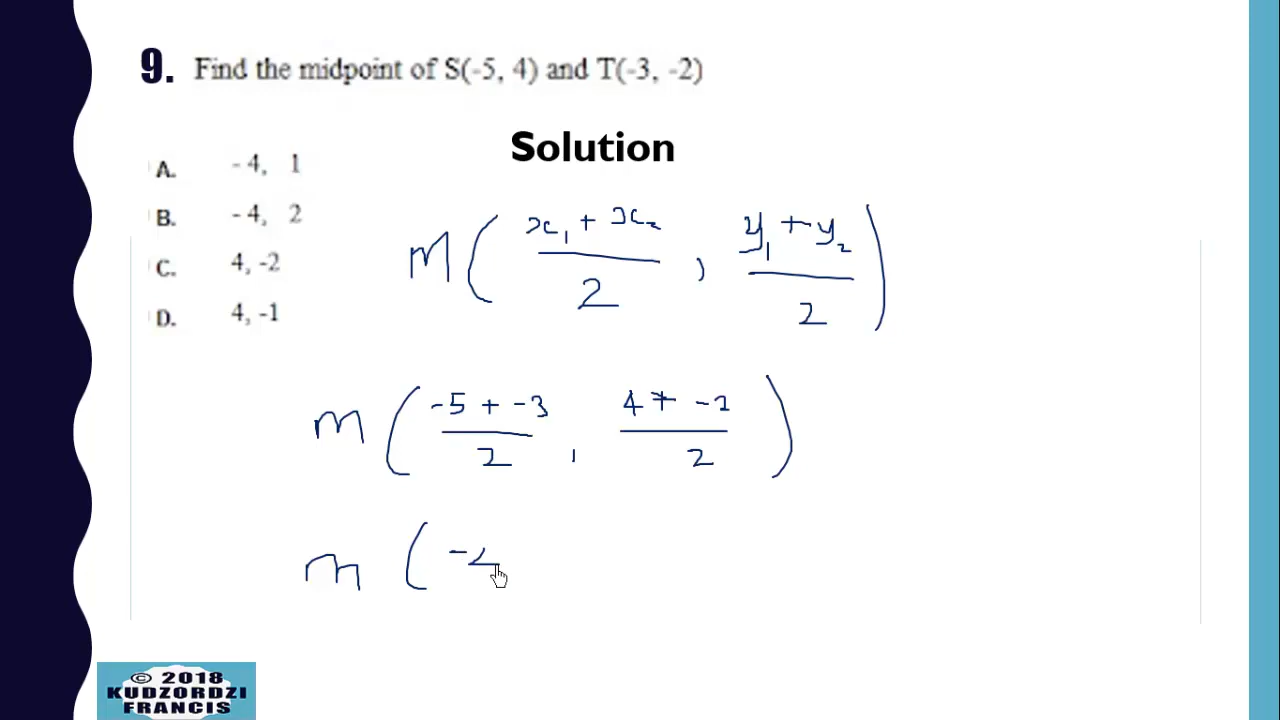 9. Find the midpoint of S(-5, 4) and T(-3, -2)
Solution
A. - 4, 1
B. - 4, 2
C. 4, -2
D. 4, -1
m ( x₁ + x₂ / 2 , y₁ + y₂ / 2 )
m ( -5 + -3 / 2 , 4 + -2 / 2 )
m ( -4
© 2018
KUDZORDZI
FRANCIS